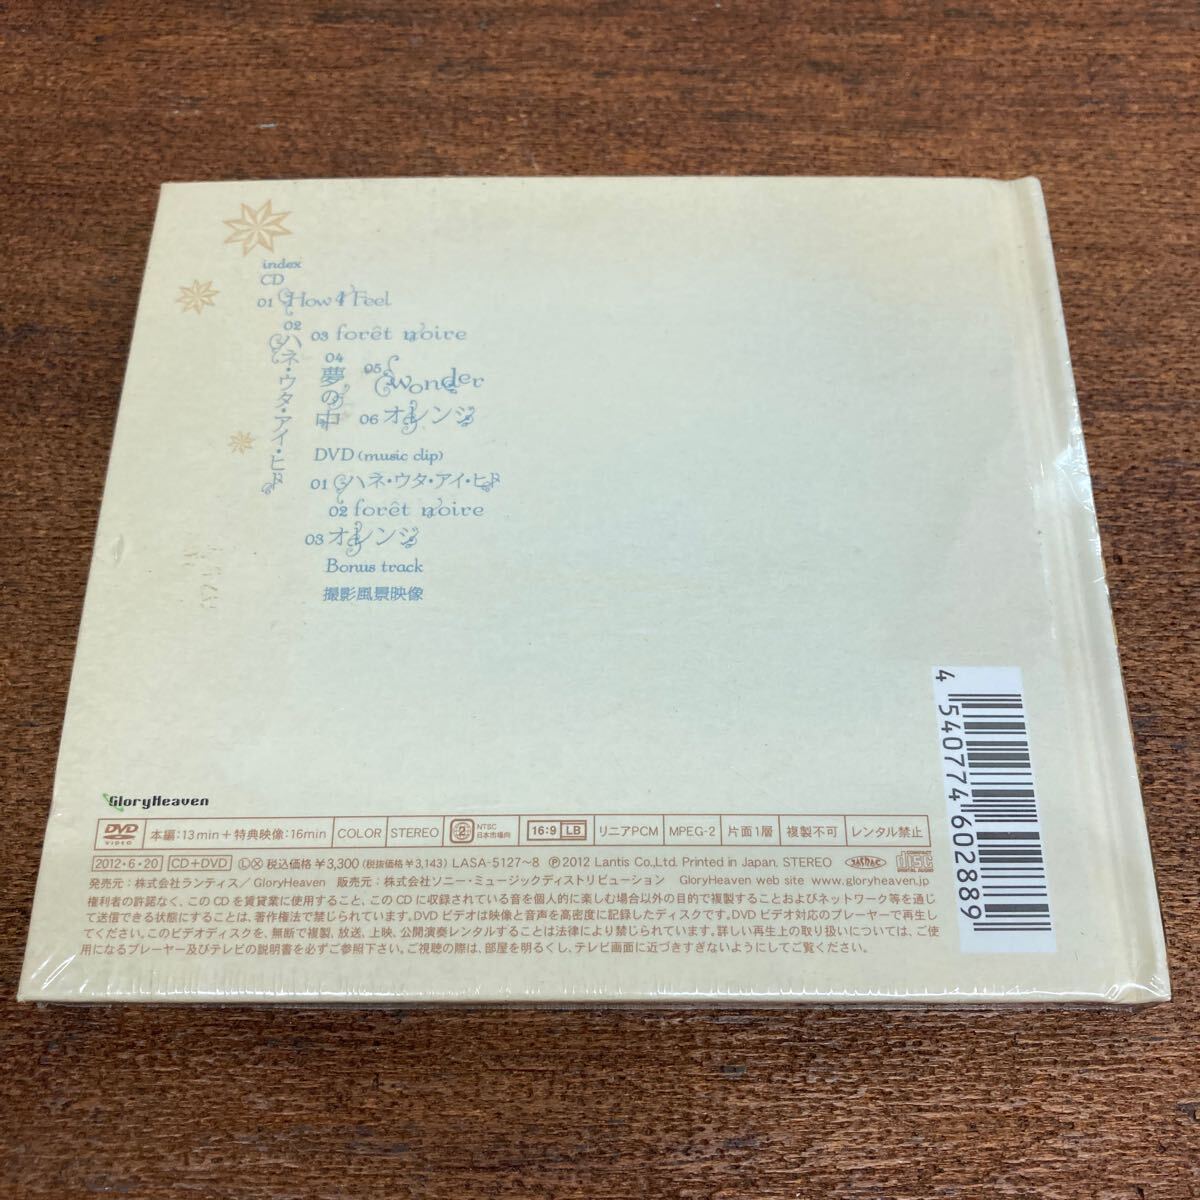 index
CD
01 How I Feel
02 ハネ・ウタ・アイ・ヒト
03 forêt noire
04 夢の中
05 wonder
06 オレンジ
DVD (music clip)
01 ハネ・ウタ・アイ・ヒト
02 forêt noire
03 オレンジ
Bonus track
撮影風景映像
GloryHeaven
DVD VIDEO 本編:13min+特典映像:16min COLOR STEREO 2 NTSC 日本市場向 16:9 LB リニアPCM MPEG-2 片面1層 複製不可 レンタル禁止
2012・6・20 CD+DVD Ⓛ Ⓧ 税込価格¥3,300(税抜価格¥3,143) LASA-5127~8 Ⓟ2012 Lantis Co.,Ltd. Printed in Japan. STEREO JASRAC COMPACT disc DIGITAL AUDIO
発売元:株式会社ランティス/GloryHeaven 販売元:株式会社ソニー・ミュージックディストリビューション GloryHeaven web site www.gloryheaven.jp
権利者の許諾なく、このCDを賃貸業に使用すること、このCDに収録されている音を個人的に楽しむ場合以外の目的で複製することおよびネットワーク等を通じ
て送信できる状態にすることは、著作権法で禁じられています。DVDビデオは映像と音声を高密度に記録したディスクです。DVDビデオ対応のプレーヤーで再生し
てください。このビデオディスクを、無断で複製、放送、上映、公開演奏レンタルすることは法律により禁じられています。詳しい再生上の取り扱いについては、ご使
用になるプレーヤー及びテレビの説明書を必ずご参照下さい。ご視聴の際は、部屋を明るくし、テレビ画面に近づきすぎないようにしてご覧ください。
4 540774 602889